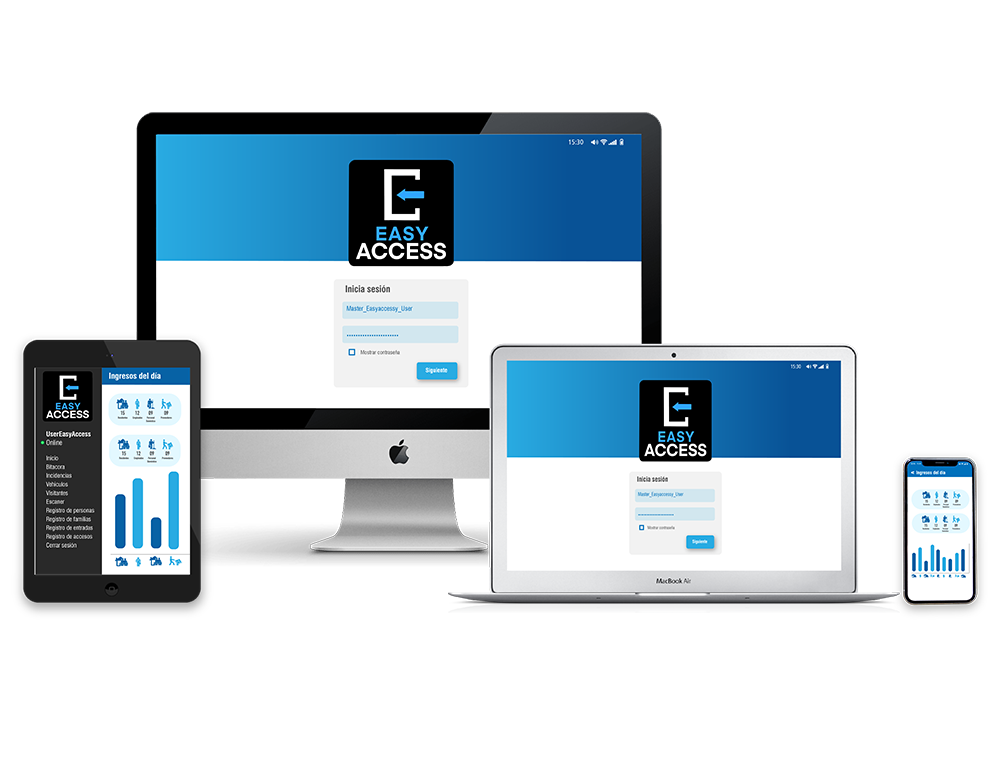 15:30
EASY
ACCESS
Inicia sesión
Master_Easyaccessy_User
Mostrar contraseña
Siguiente
EASY
ACCESS
UserEasyAccess
Online
Inicio
Bitacora
Incidencias
Vehículos
Visitantes
Escaner
Registro de personas
Registro de familias
Registro de entradas
Registro de accesos
Cerrar sesión
Ingresos del día
15 12 09 09
15 12 09 09
15:30
EASY
ACCESS
Inicia sesión
Master_Easyaccessy_User
Mostrar contraseña
Siguiente
MacBook Air
Ingresos del día